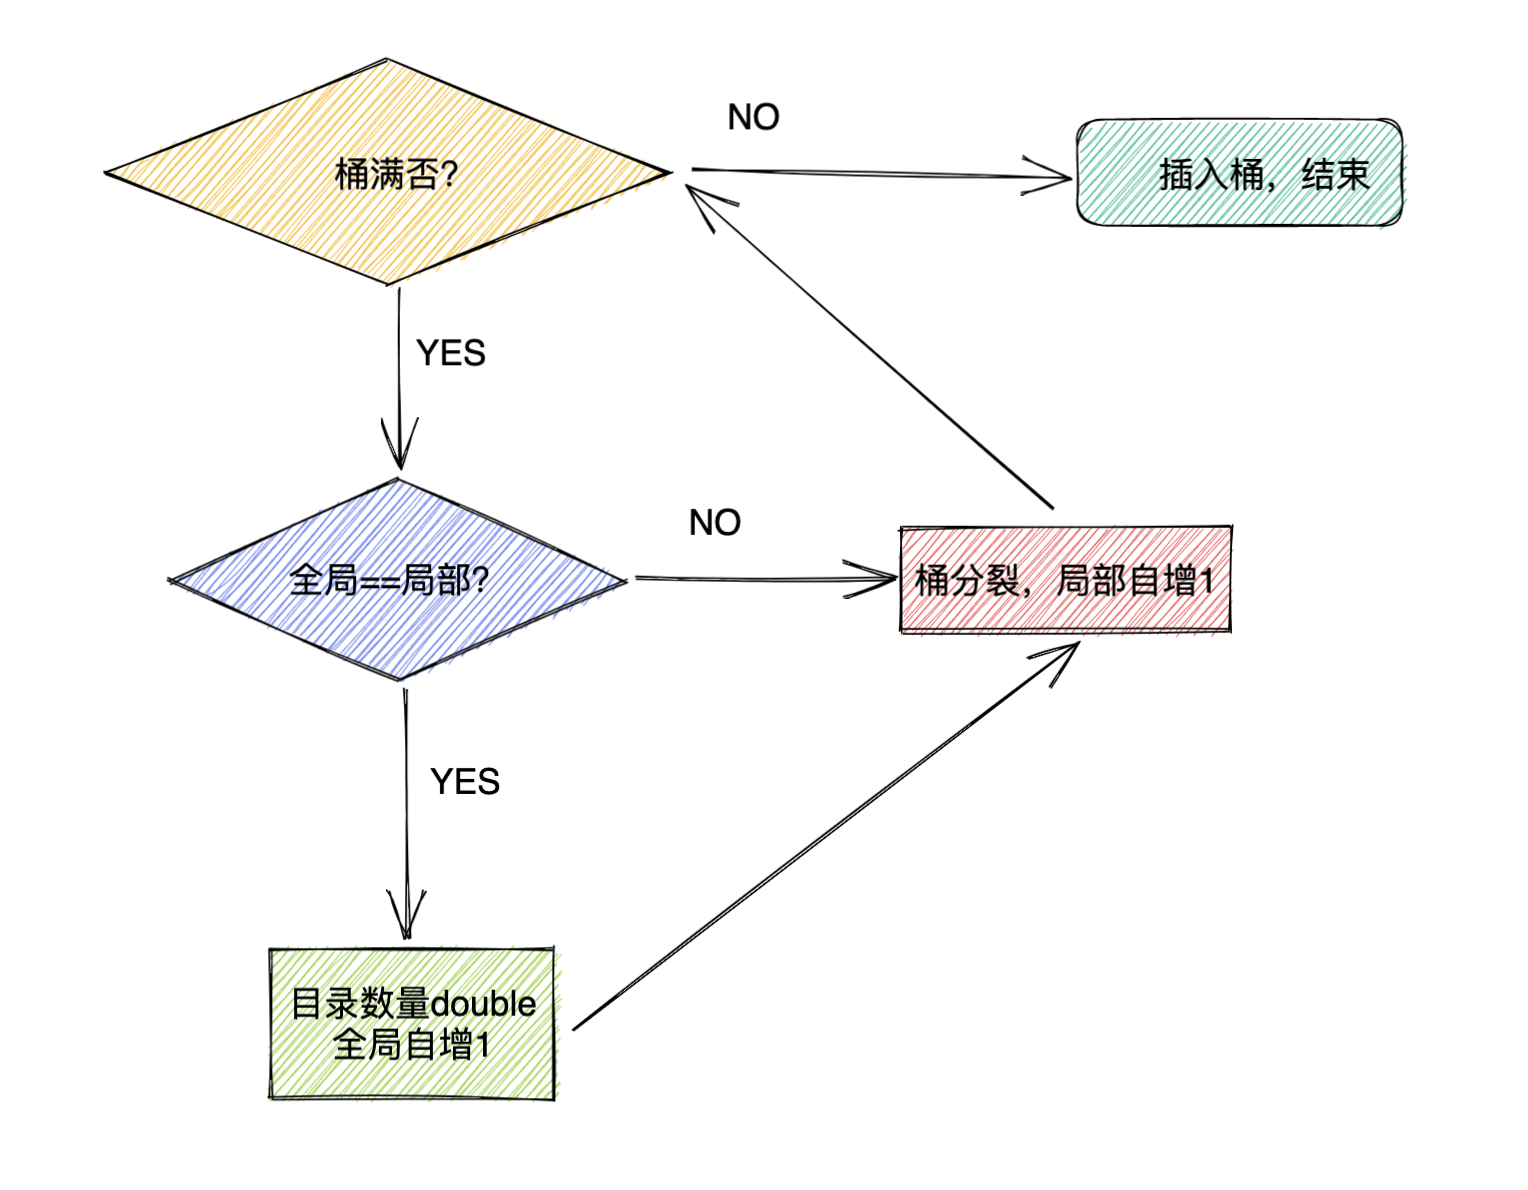 NO
桶满否?
插入桶，结束
YES
NO
全局==局部?
桶分裂，局部自增1
YES
目录数量double
全局自增1